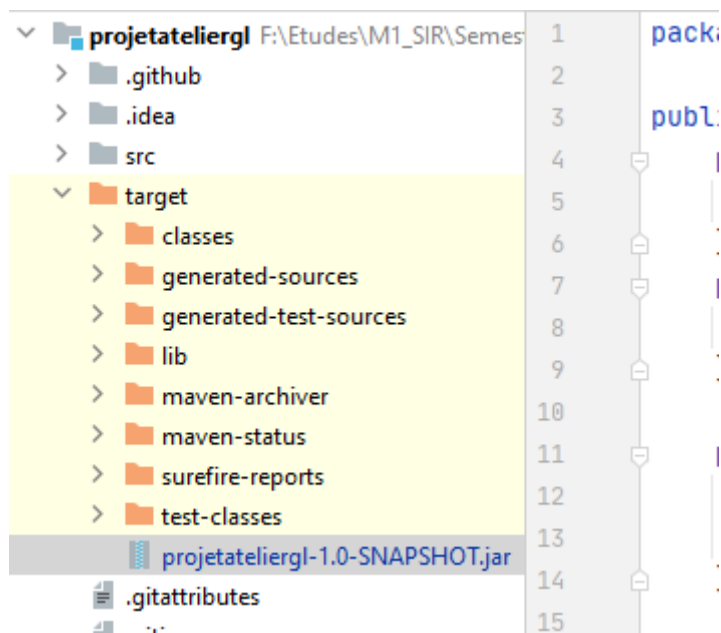 projetateliergl F:\Etudes\M1_SIR\Semes
.github
.idea
src
target
classes
generated-sources
generated-test-sources
lib
maven-archiver
maven-status
surefire-reports
test-classes
projetateliergl-1.0-SNAPSHOT.jar
.gitattributes
1
2
3
4
5
6
7
8
9
10
11
12
13
14
15